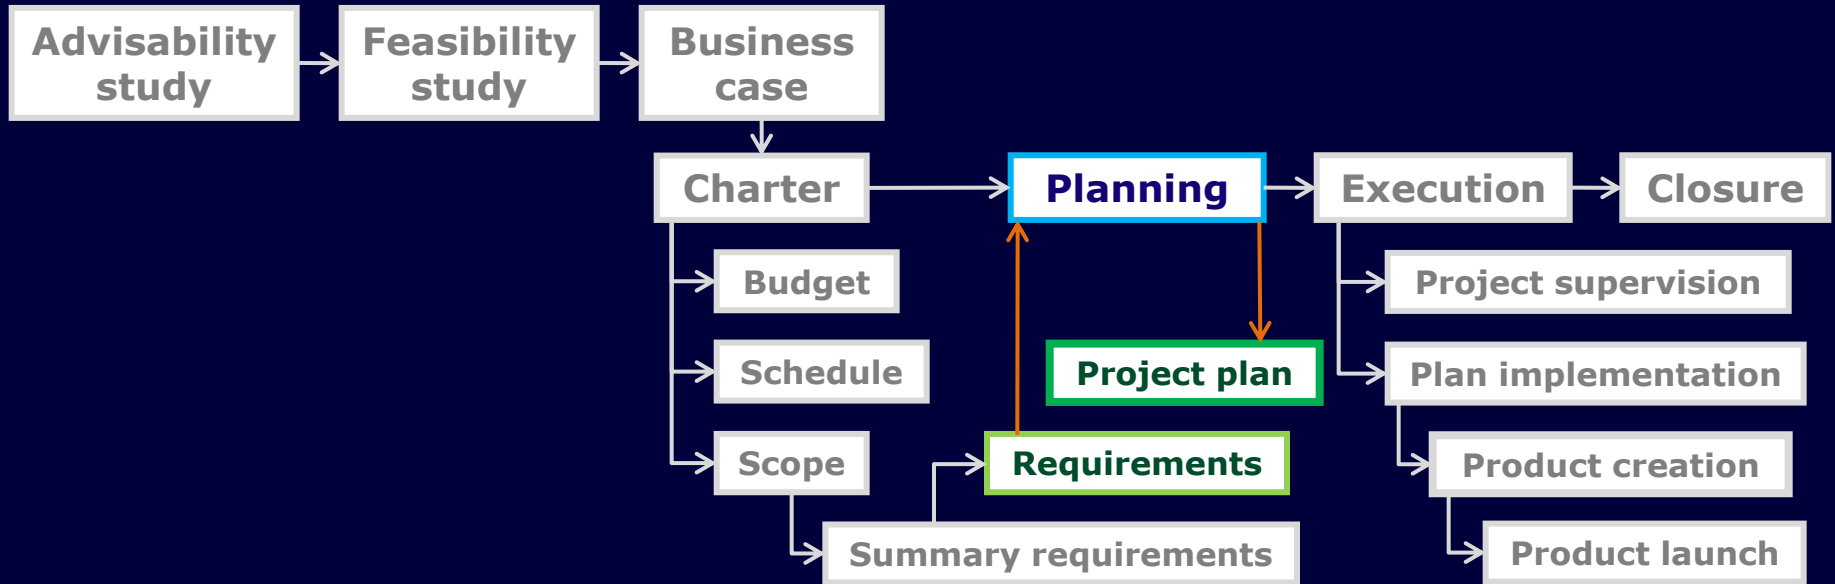 Advisability
study
Feasibility
study
Business
case
Charter
Planning
Execution
Closure
Budget
Project supervision
Schedule
Project plan
Plan implementation
Scope
Requirements
Product creation
Summary requirements
Product launch